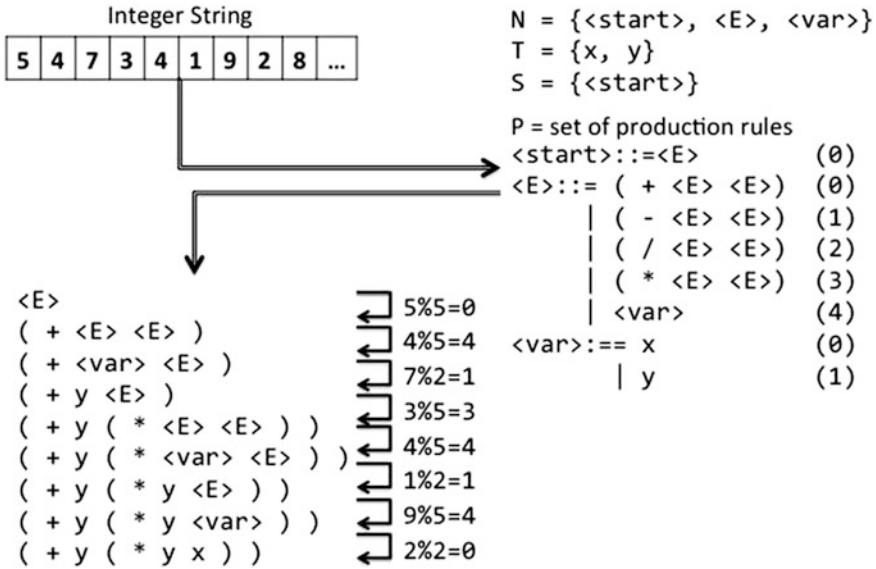 Integer String
5 4 7 3 4 1 9 2 8 ...
N = {<start>, <E>, <var>}
T = {x, y}
S = {<start>}
P = set of production rules
<start>::=<E> (0)
<E>::= ( + <E> <E>) (0)
| ( - <E> <E>) (1)
| ( / <E> <E>) (2)
| ( * <E> <E>) (3)
| <var> (4)
<var>:== x (0)
| y (1)
<E>
( + <E> <E> )
( + <var> <E> )
( + y <E> )
( + y ( * <E> <E> ) )
( + y ( * <var> <E> ) )
( + y ( * y <E> ) )
( + y ( * y <var> ) )
( + y ( * y x ) )
5%5=0
4%5=4
7%2=1
3%5=3
4%5=4
1%2=1
9%5=4
2%2=0